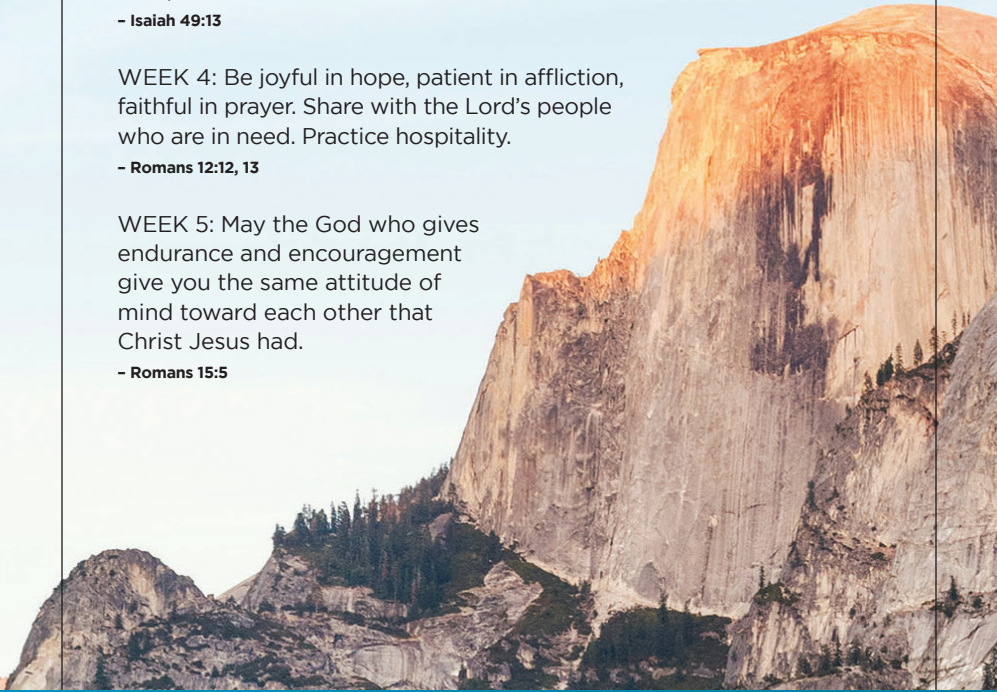 – Isaiah 49:13
WEEK 4: Be joyful in hope, patient in affliction,
faithful in prayer. Share with the Lord’s people
who are in need. Practice hospitality.
– Romans 12:12, 13
WEEK 5: May the God who gives
endurance and encouragement
give you the same attitude of
mind toward each other that
Christ Jesus had.
– Romans 15:5